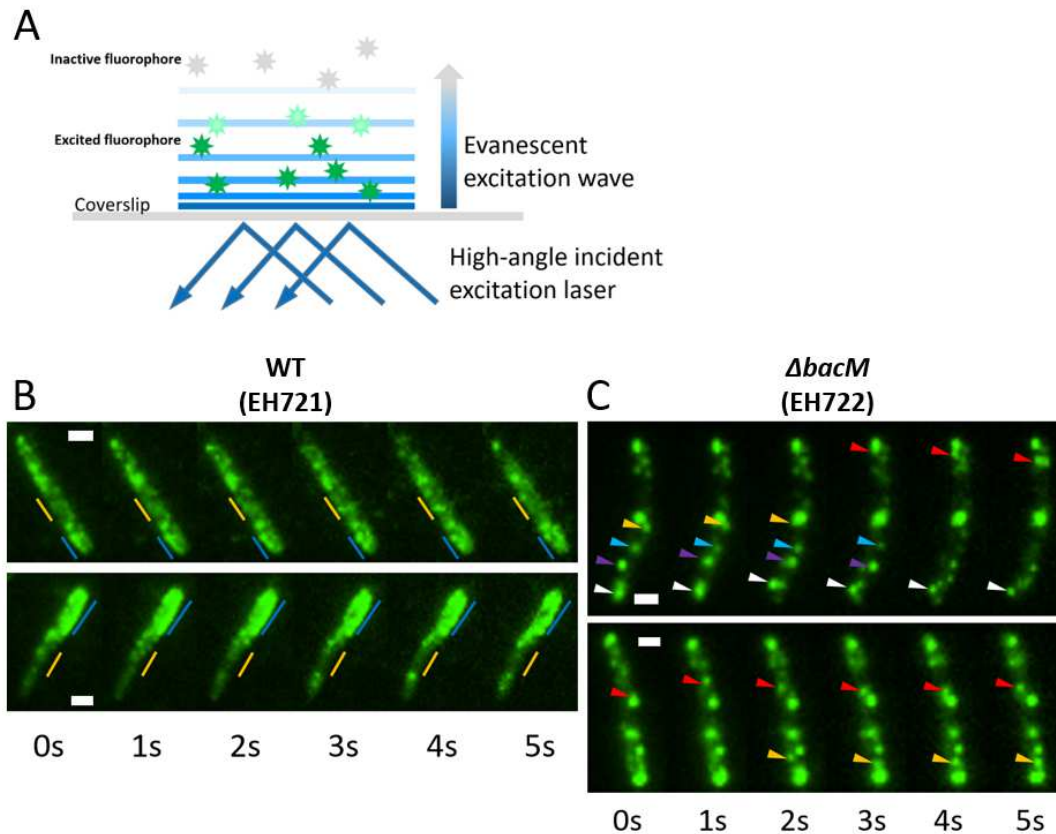 A
Inactive fluorophore
Excited fluorophore
Coverslip
Evanescent
excitation wave
High-angle incident
excitation laser
B
WT
(EH721)
0s 1s 2s 3s 4s 5s
C
ΔbacM
(EH722)
0s 1s 2s 3s 4s 5s